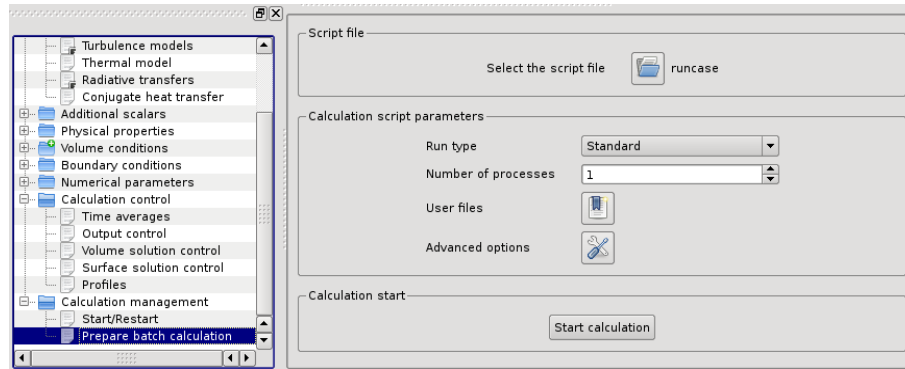 Turbulence models
Thermal model
Radiative transfers
Conjugate heat transfer
Additional scalars
Physical properties
Volume conditions
Boundary conditions
Numerical parameters
Calculation control
Time averages
Output control
Volume solution control
Surface solution control
Profiles
Calculation management
Start/Restart
Prepare batch calculation
Script file
Select the script file runcase
Calculation script parameters
Run type Standard
Number of processes 1
User files
Advanced options
Calculation start
Start calculation